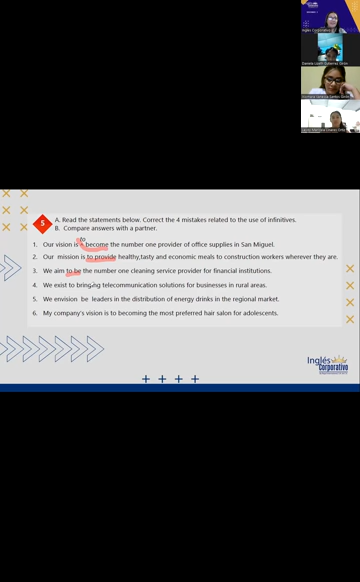 Inglés Corporativo
5
A. Read the statements below. Correct the 4 mistakes related to the use of infinitives.
B. Compare answers with a partner.
to
1. Our vision is become the number one provider of office supplies in San Miguel.
2. Our mission is to provide healthy,tasty and economic meals to construction workers wherever they are.
3. We aim to be the number one cleaning service provider for financial institutions.
4. We exist to bringing telecommunication solutions for businesses in rural areas.
5. We envision be leaders in the distribution of energy drinks in the regional market.
6. My company's vision is to becoming the most preferred hair salon for adolescents.
Inglés
Corporativo